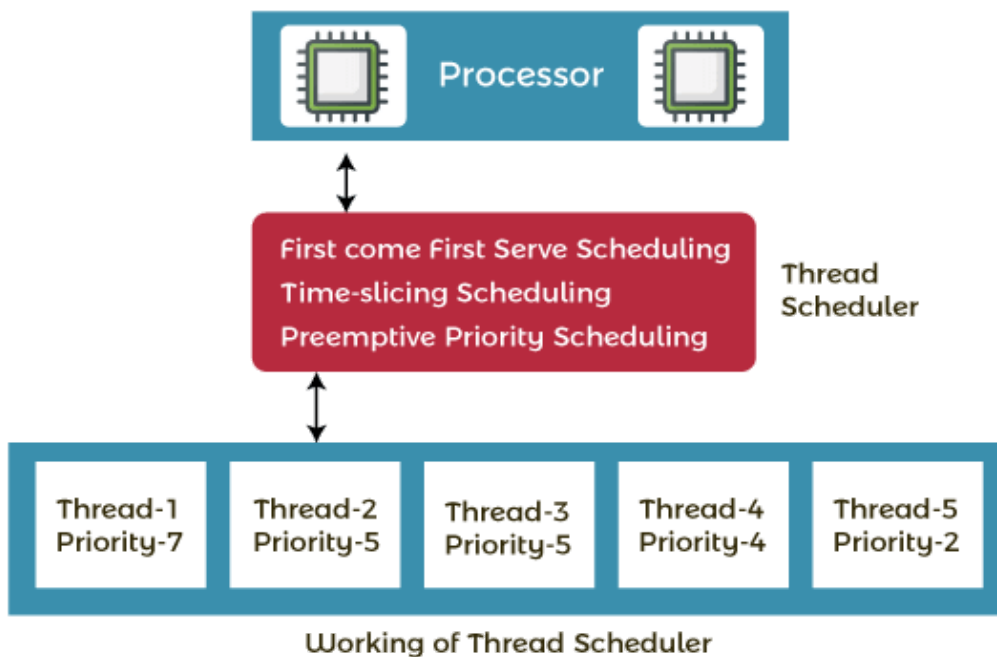 Processor
First come First Serve Scheduling
Time-slicing Scheduling
Preemptive Priority Scheduling
Thread
Scheduler
Thread-1
Priority-7
Thread-2
Priority-5
Thread-3
Priority-5
Thread-4
Priority-4
Thread-5
Priority-2
Working of Thread Scheduler